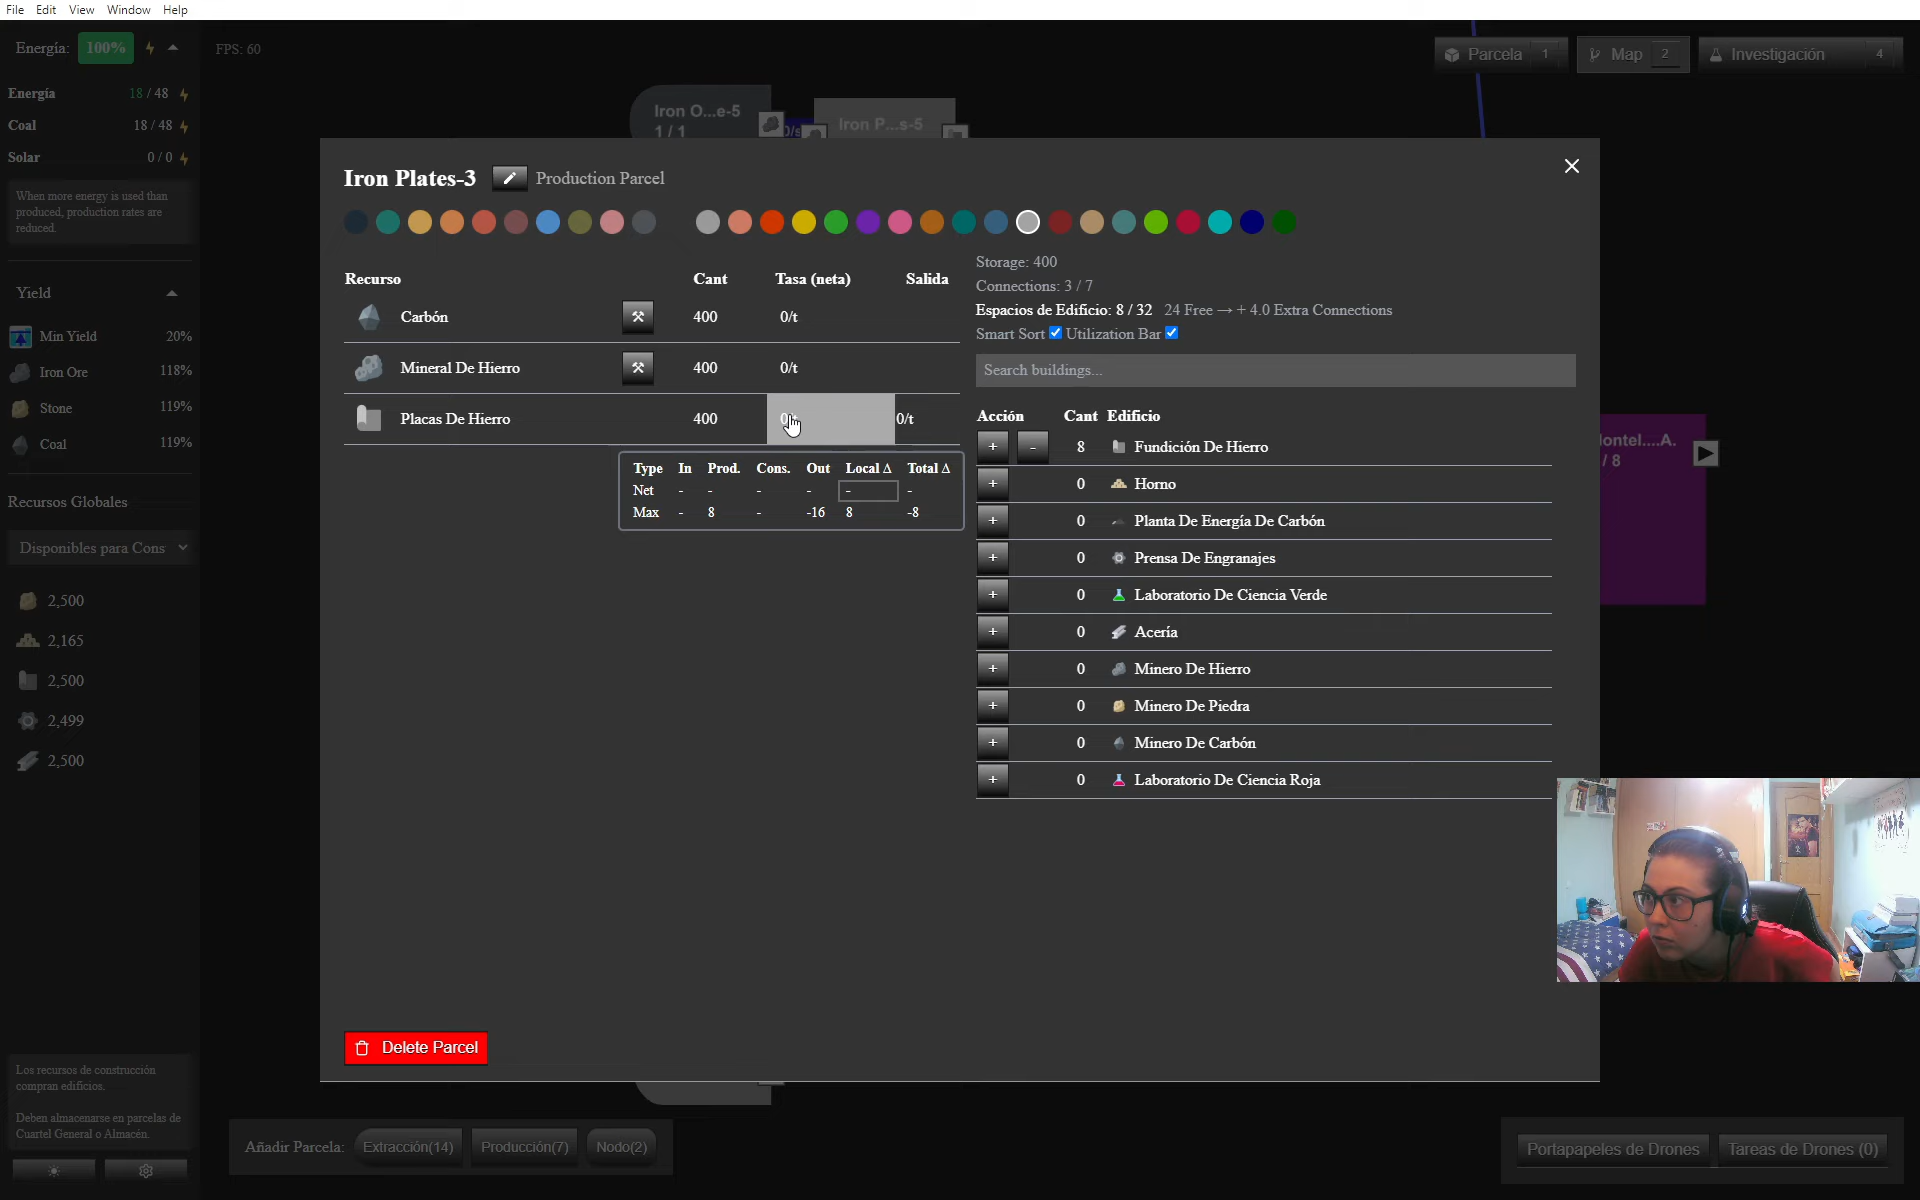 File Edit View Window Help
Energía: 100%
FPS: 60
Parcela 1
Map 2
Investigación 4
Energía 18 / 48
Coal 18 / 48
Solar 0 / 0
When more energy is used than
produced, production rates are
reduced.
Iron O...e-5
1 / 1
Iron P...s-5
Iron Plates-3 Production Parcel
Yield
Min Yield 20%
Iron Ore 118%
Stone 119%
Coal 119%
Recursos Globales
Disponibles para Cons
2,500
2,165
2,500
2,499
2,500
Recurso Cant Tasa (neta) Salida
Carbón 400 0/t
Mineral De Hierro 400 0/t
Placas De Hierro 400 0/t
Type In Prod. Cons. Out Local Δ Total Δ
Net - - - - - -
Max - 8 - -16 8 -8
Storage: 400
Connections: 3 / 7
Espacios de Edificio: 8 / 32 24 Free → + 4.0 Extra Connections
Smart Sort Utilization Bar
Search buildings...
Acción Cant Edificio
+ - 8 Fundición De Hierro
+ 0 Horno
+ 0 Planta De Energía De Carbón
+ 0 Prensa De Engranajes
+ 0 Laboratorio De Ciencia Verde
+ 0 Acería
+ 0 Minero De Hierro
+ 0 Minero De Piedra
+ 0 Minero De Carbón
+ 0 Laboratorio De Ciencia Roja
lontel....A.
/ 8
Delete Parcel
Los recursos de construcción
compran edificios.
Deben almacenarse en parcelas de
Cuartel General o Almacén.
Añadir Parcela: Extracción(14) Producción(7) Nodo(2)
Portapapeles de Drones Tareas de Drones (0)